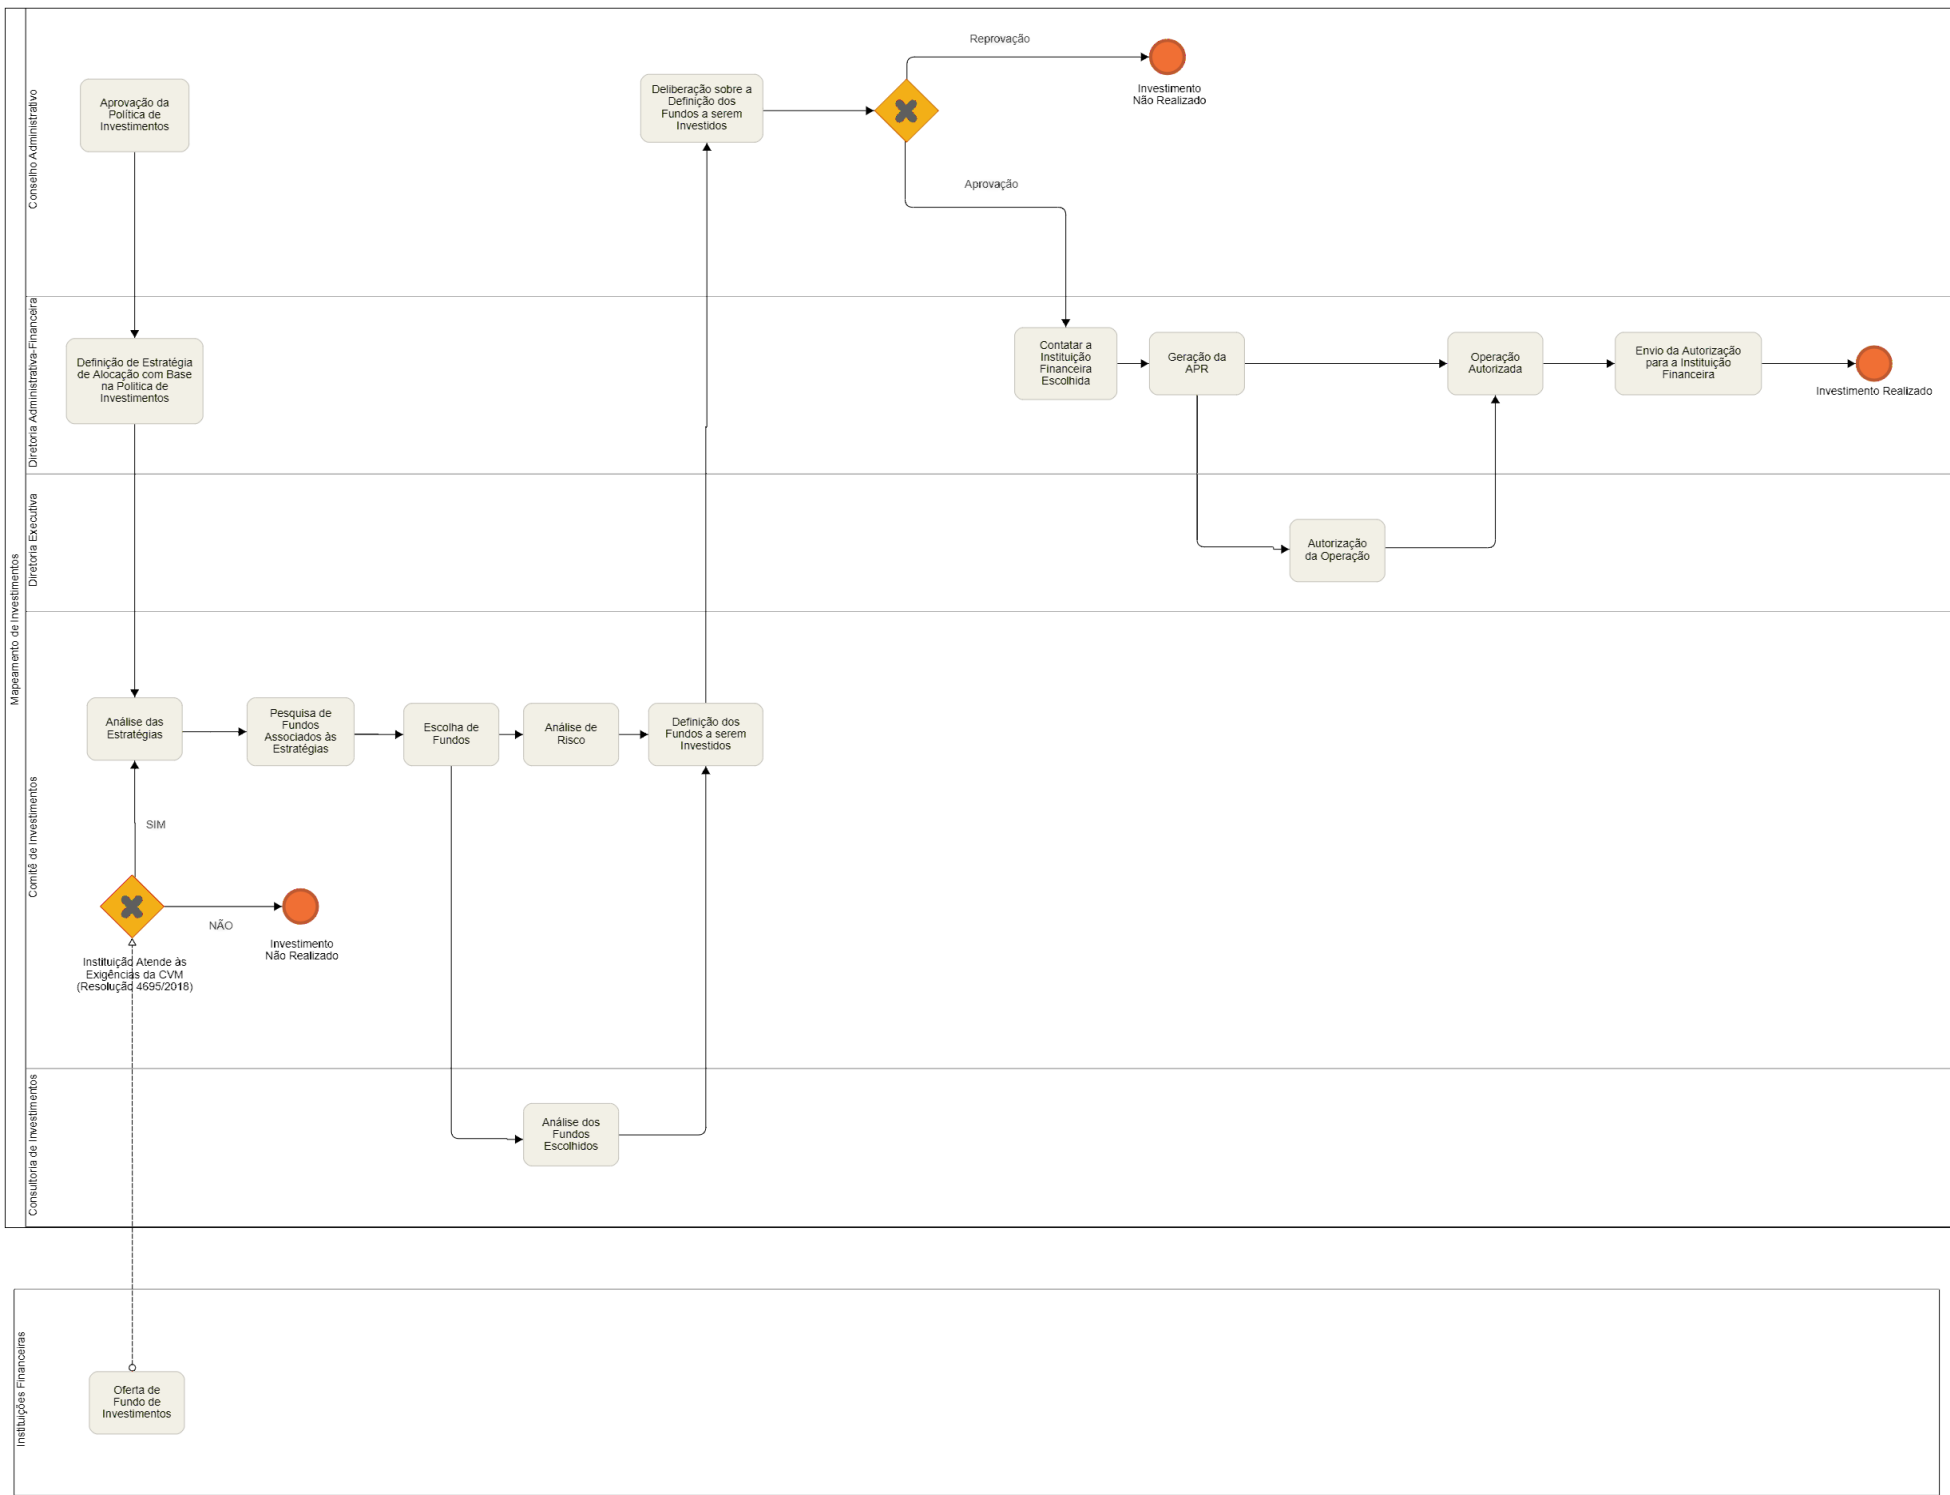 Mapeamento de Investimentos
Conselho Administrativo
Aprovação da
Política de
Investimentos
Deliberação sobre a
Definição dos
Fundos a serem
Investidos
Reprovação
Investimento
Não Realizado
Aprovação
Diretoria Administrativa-Financeira
Definição de Estratégia
de Alocação com Base
na Política de
Investimentos
Contatar a
Instituição
Financeira
Escolhida
Geração da
APR
Operação
Autorizada
Envio da Autorização
para a Instituição
Financeira
Investimento Realizado
Diretoria Executiva
Autorização
da Operação
Comitê de Investimentos
Análise das
Estratégias
Pesquisa de
Fundos
Associados às
Estratégias
Escolha de
Fundos
Análise de
Risco
Definição dos
Fundos a serem
Investidos
SIM
NÃO
Investimento
Não Realizado
Instituição Atende às
Exigências da CVM
(Resolução 4695/2018)
Consultoria de Investimentos
Análise dos
Fundos
Escolhidos
Instituições Financeiras
Oferta de
Fundo de
Investimentos